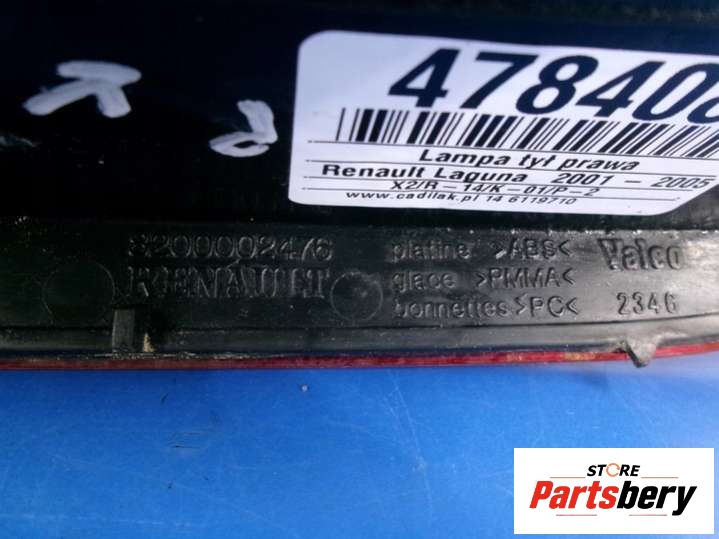 47840
Lampa tył prawa
Renault Laguna 2001 - 2005
X2/R-14/K-01/P-2
www.cadilak.pl 14 6119710
8200002476
RENAULT
platine >ABS<
glace >PMMA<
bonnettes >PC<
Valeo
2346
STORE
Partsbery